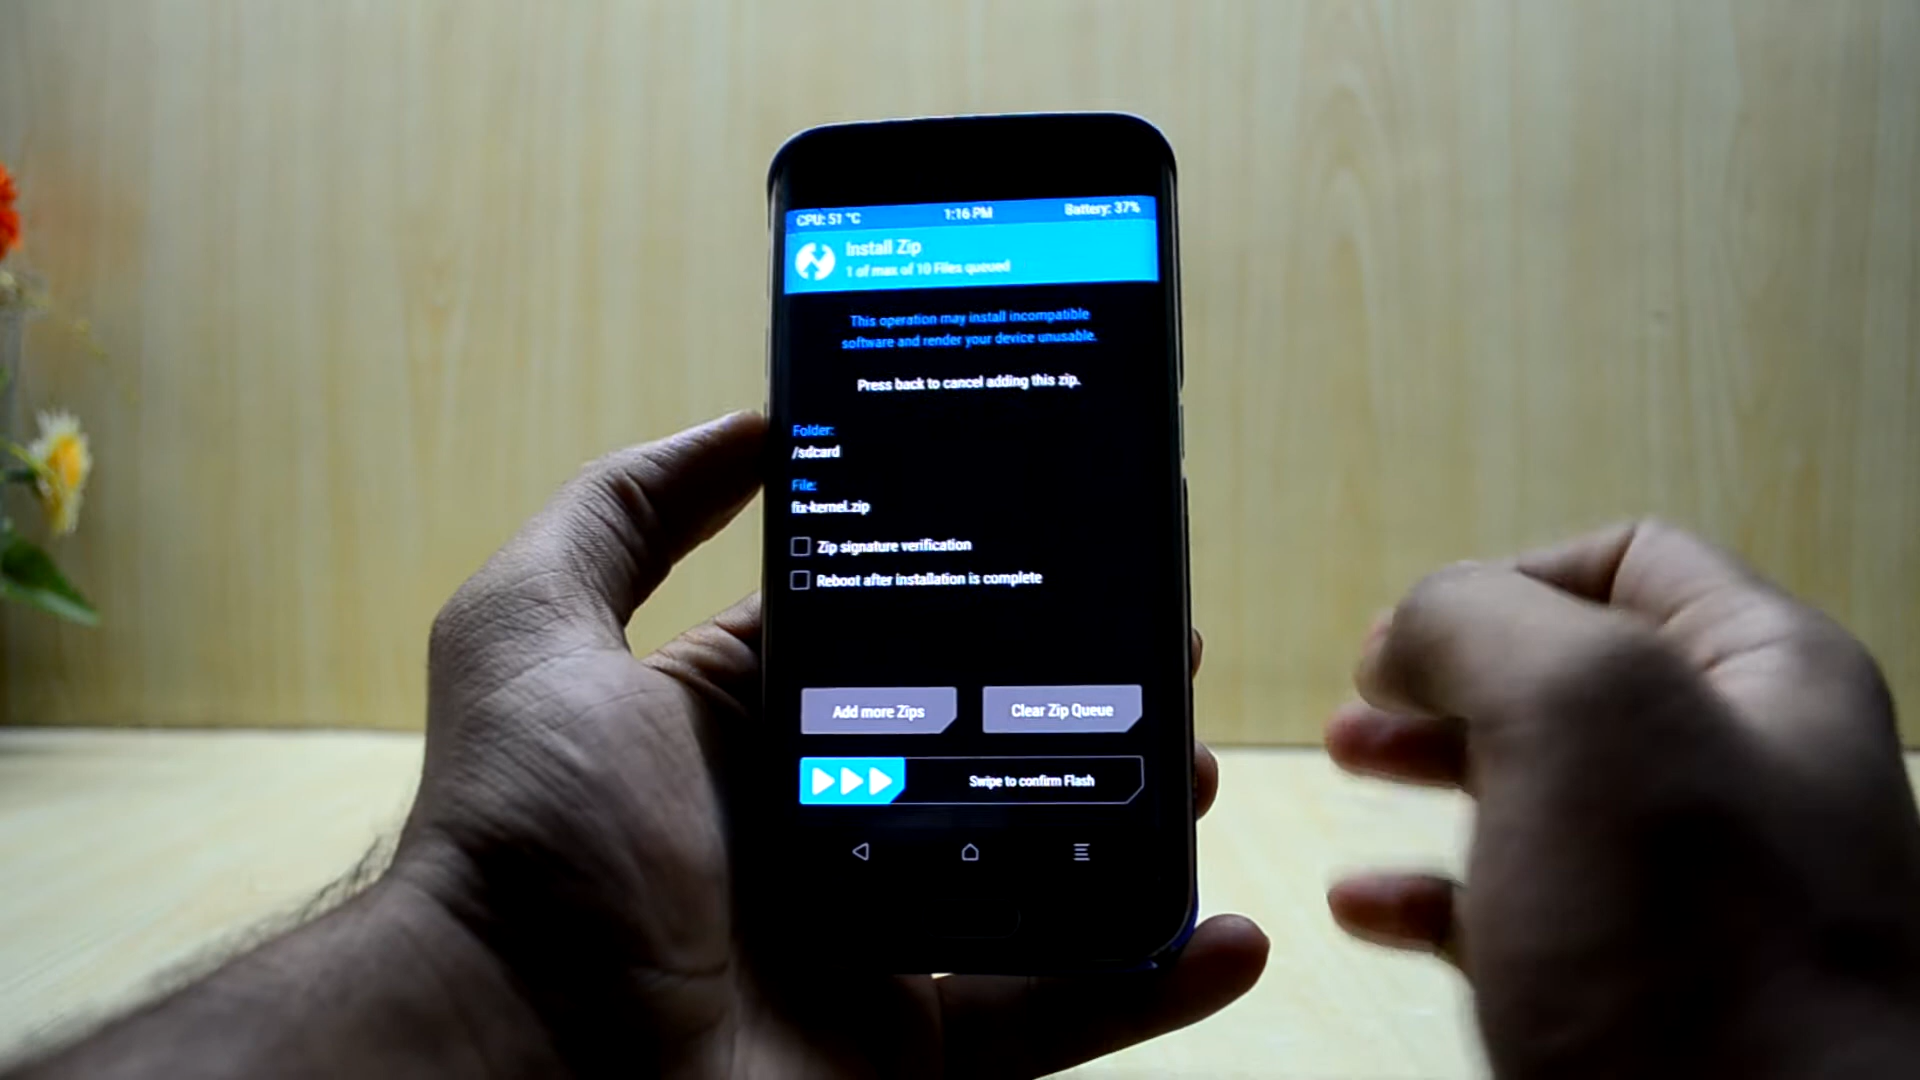 CPU: 51 °C 1:16 PM Battery: 37%
Install Zip
1 of max of 10 Files queued
This operation may install incompatible
software and render your device unusable.
Press back to cancel adding this zip.
Folder:
/sdcard
File:
fix-kernel.zip
Zip signature verification
Reboot after installation is complete
Add more Zips Clear Zip Queue
Swipe to confirm Flash